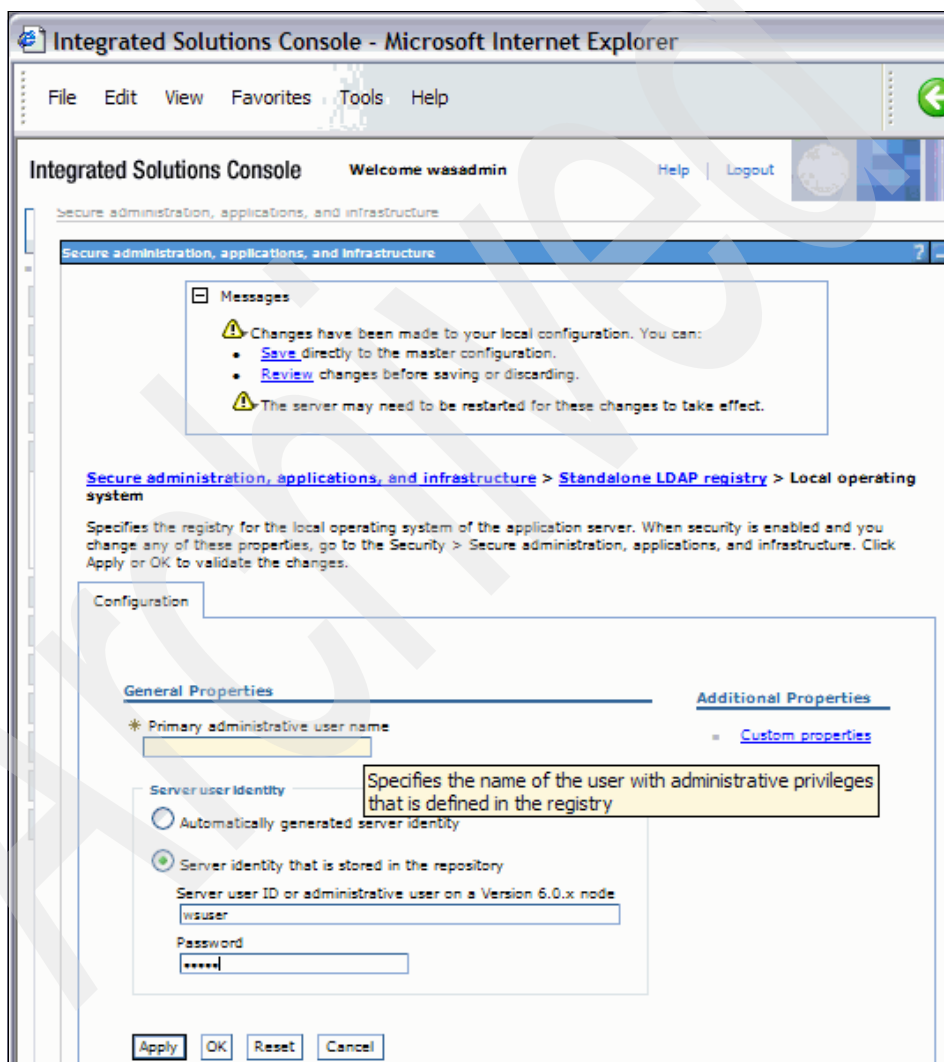 Integrated Solutions Console - Microsoft Internet Explorer
File Edit View Favorites Tools Help
Integrated Solutions Console Welcome wasadmin Help | Logout
Secure administration, applications, and infrastructure
Secure administration, applications, and infrastructure ? -
Messages
Changes have been made to your local configuration. You can:
• Save directly to the master configuration.
• Review changes before saving or discarding.
The server may need to be restarted for these changes to take effect.
Secure administration, applications, and infrastructure > Standalone LDAP registry > Local operating
system
Specifies the registry for the local operating system of the application server. When security is enabled and you
change any of these properties, go to the Security > Secure administration, applications, and infrastructure. Click
Apply or OK to validate the changes.
Configuration
General Properties
Additional Properties
* Primary administrative user name
Custom properties
Specifies the name of the user with administrative privileges
that is defined in the registry
Server user identity
Automatically generated server identity
Server identity that is stored in the repository
Server user ID or administrative user on a Version 6.0.x node
wsuser
Password
•••••
Apply OK Reset Cancel
Archived